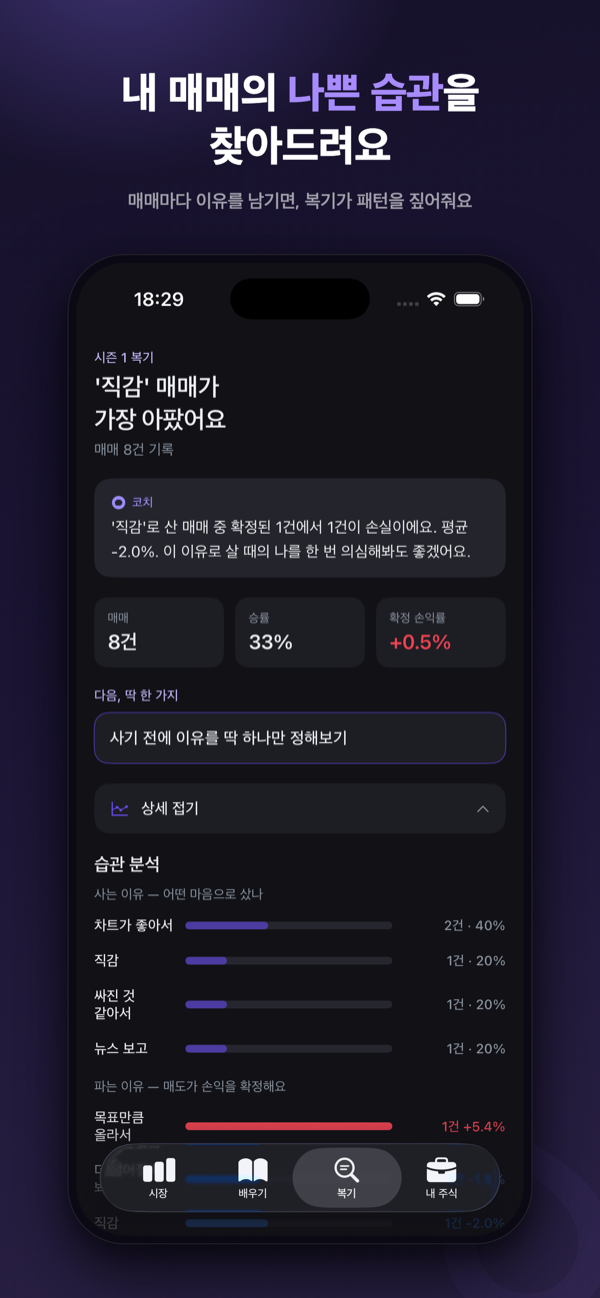 내 매매의 나쁜 습관을
찾아드려요
매매마다 이유를 남기면, 복기가 패턴을 짚어줘요
18:29
시즌 1 복기
'직감' 매매가
가장 아팠어요
매매 8건 기록
코치
'직감'로 산 매매 중 확정된 1건에서 1건이 손실이에요. 평균
-2.0%. 이 이유로 살 때의 나를 한 번 의심해봐도 좋겠어요.
매매 승률 확정 손익률
8건 33% +0.5%
다음, 딱 한 가지
사기 전에 이유를 딱 하나만 정해보기
상세 접기
습관 분석
사는 이유 — 어떤 마음으로 샀나
차트가 좋아서 2건 · 40%
직감 1건 · 20%
싸진 것
같아서 1건 · 20%
뉴스 보고 1건 · 20%
파는 이유 — 매도가 손익을 확정해요
목표만큼
올라서 1건 +5.4%
시장 배우기 복기 내 주식
직감 1건 -2.0%